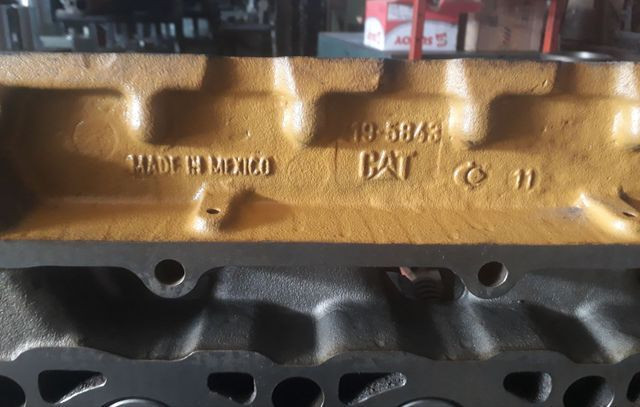 19-5843
MADE IN MEXICO
CAT
11